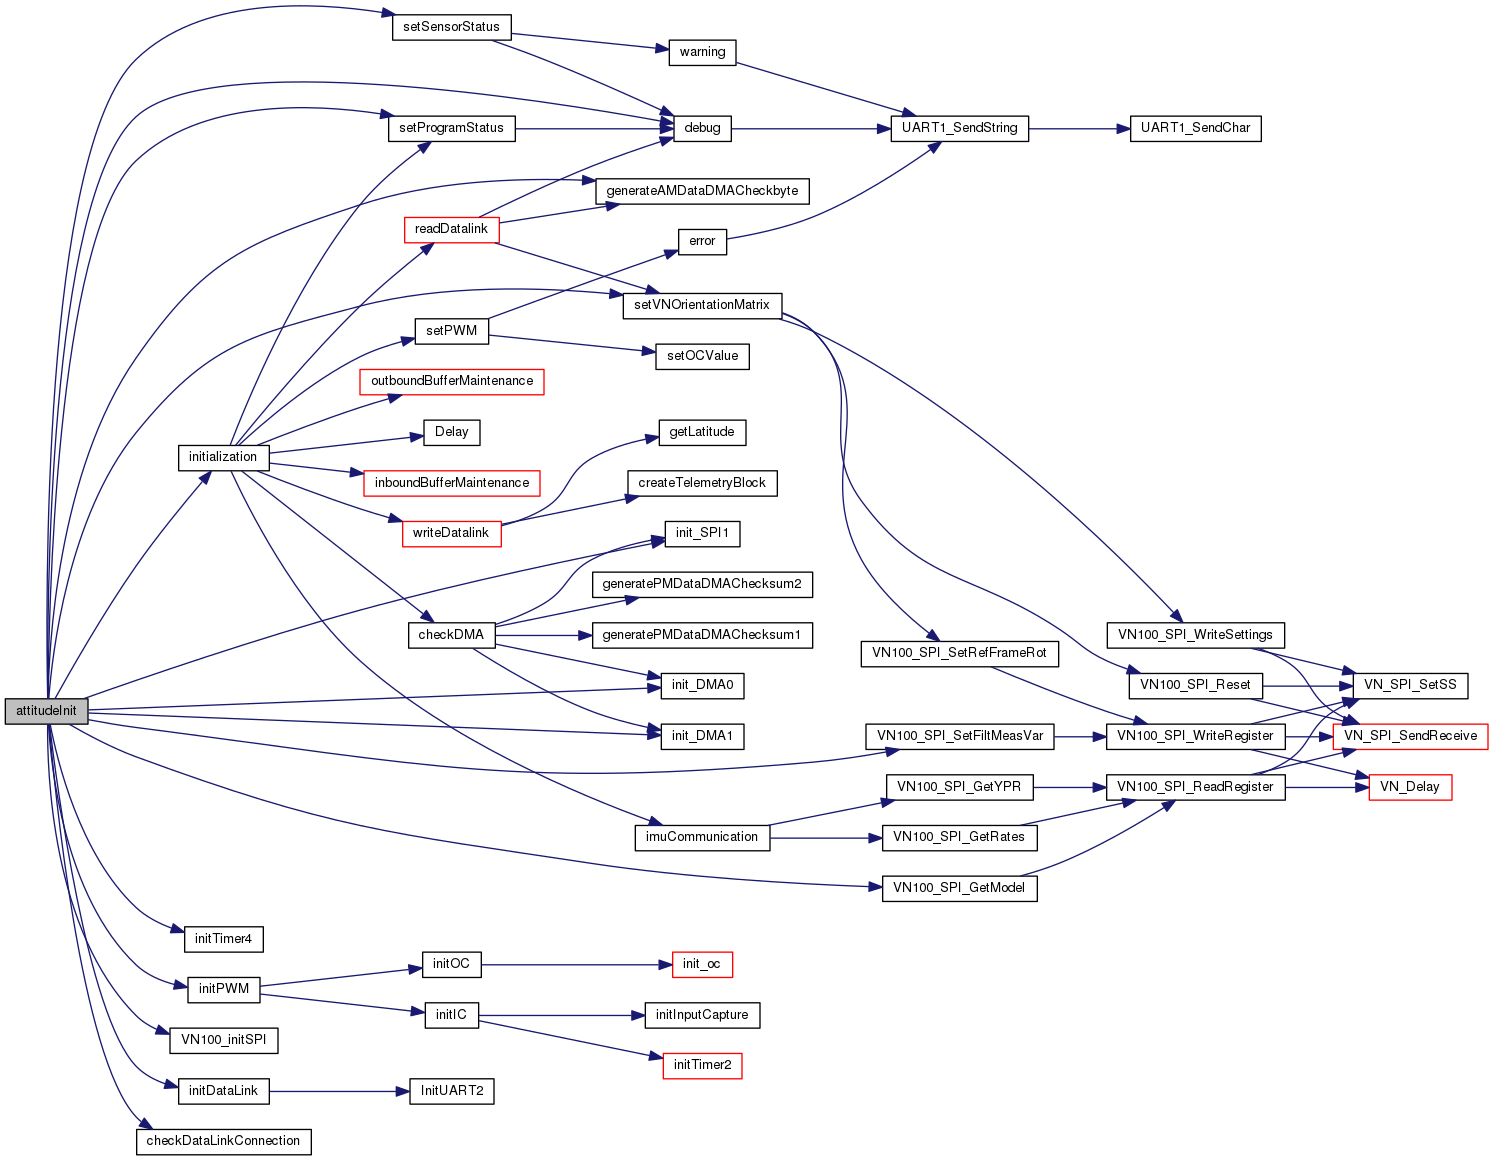 setSensorStatus
warning
setProgramStatus
debug
UART1_SendString
UART1_SendChar
generateAMDataDMACheckbyte
readDatalink
error
setVNOrientationMatrix
setPWM
setOCValue
outboundBufferMaintenance
Delay
getLatitude
initialization
inboundBufferMaintenance
createTelemetryBlock
writeDatalink
init_SPI1
generatePMDataDMAChecksum2
checkDMA
generatePMDataDMAChecksum1
VN100_SPI_WriteSettings
VN100_SPI_SetRefFrameRot
init_DMA0
VN100_SPI_Reset
VN_SPI_SetSS
attitudeInit
init_DMA1
VN100_SPI_SetFiltMeasVar
VN100_SPI_WriteRegister
VN_SPI_SendReceive
VN100_SPI_GetYPR
VN100_SPI_ReadRegister
VN_Delay
imuCommunication
VN100_SPI_GetRates
VN100_SPI_GetModel
initTimer4
initOC
init_oc
initPWM
initIC
initInputCapture
VN100_initSPI
initTimer2
initDataLink
InitUART2
checkDataLinkConnection